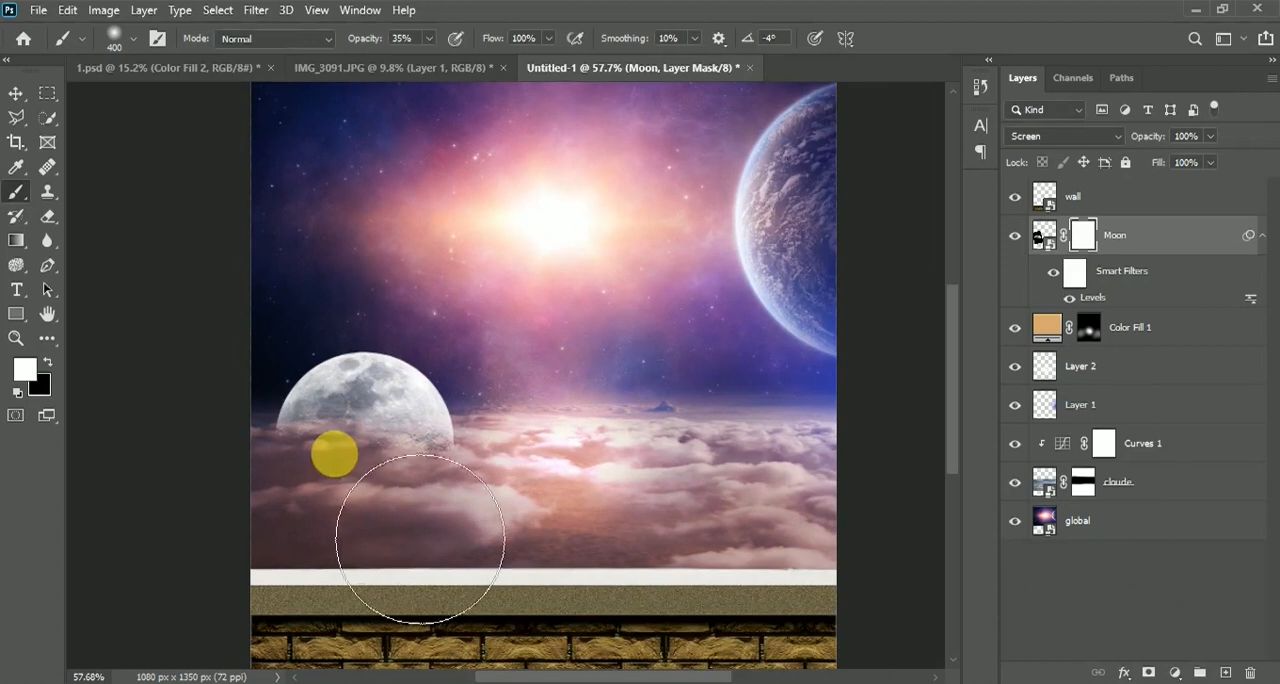 Ps File Edit Image Layer Type Select Filter 3D View Window Help
400 Mode: Normal Opacity: 35% Flow: 100% Smoothing: 10% -4°
1.psd @ 15.2% (Color Fill 2, RGB/8#) * × IMG_3091.JPG @ 9.8% (Layer 1, RGB/8) * × Untitled-1 @ 57.7% (Moon, Layer Mask/8) * ×
Layers Channels Paths
Kind
Screen Opacity: 100%
Lock: Fill: 100%
wall
Moon
Smart Filters
Levels
Color Fill 1
Layer 2
Layer 1
Curves 1
cloude.
global
57.68% 1080 px x 1350 px (72 ppi)